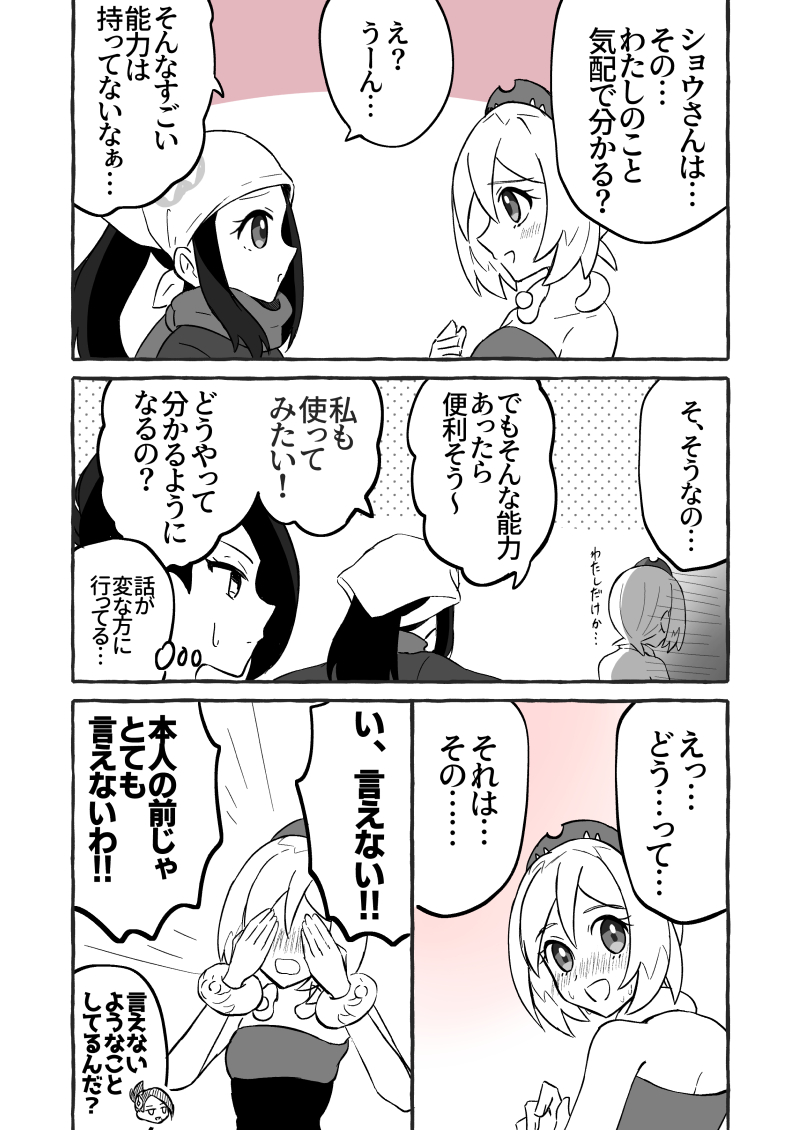 ショウさんは…
その…
わたしのこと
気配で分かる?
え?
うーん…
そんなすごい
能力は
持ってないなぁ…
そ、そうなの…
わたしだけか…
でもそんな能力
あったら
便利そう〜
私も
使って
みたい!
どうやって
分かるように
なるの?
話が
変な方に
行ってる…
えっ…
どう…って…
それは…
その……
い、言えない!!
本人の前じゃ
とても
言えないわ!!
言えない
ようなこと
してるんだ?